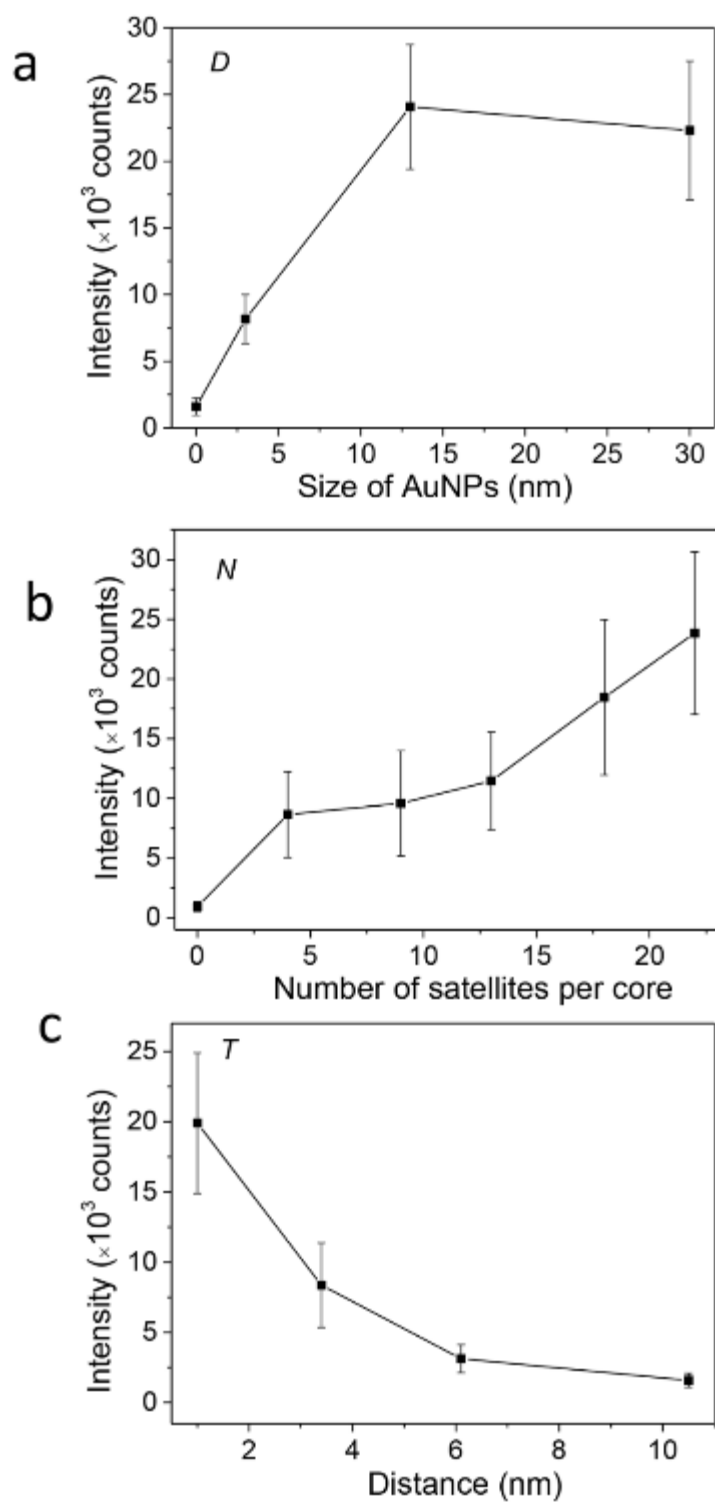 a
D
Intensity (×10³ counts)
30
25
20
15
10
5
0
0 5 10 15 20 25 30
Size of AuNPs (nm)
b
N
Intensity (×10³ counts)
30
25
20
15
10
5
0
0 5 10 15 20
Number of satellites per core
c
T
Intensity (×10³ counts)
25
20
15
10
5
0
2 4 6 8 10
Distance (nm)